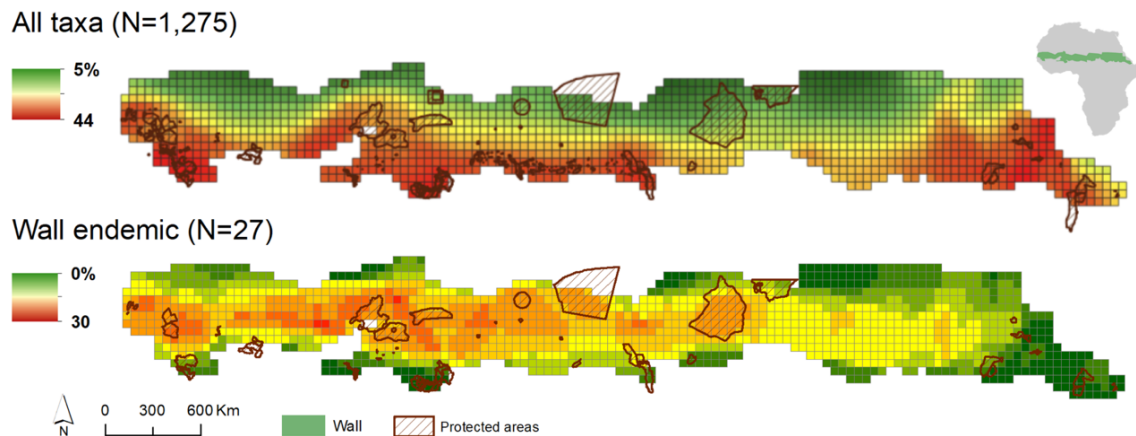 All taxa (N=1,275)
5%
44
Wall endemic (N=27)
0%
30
0 300 600 Km
N
Wall
Protected areas